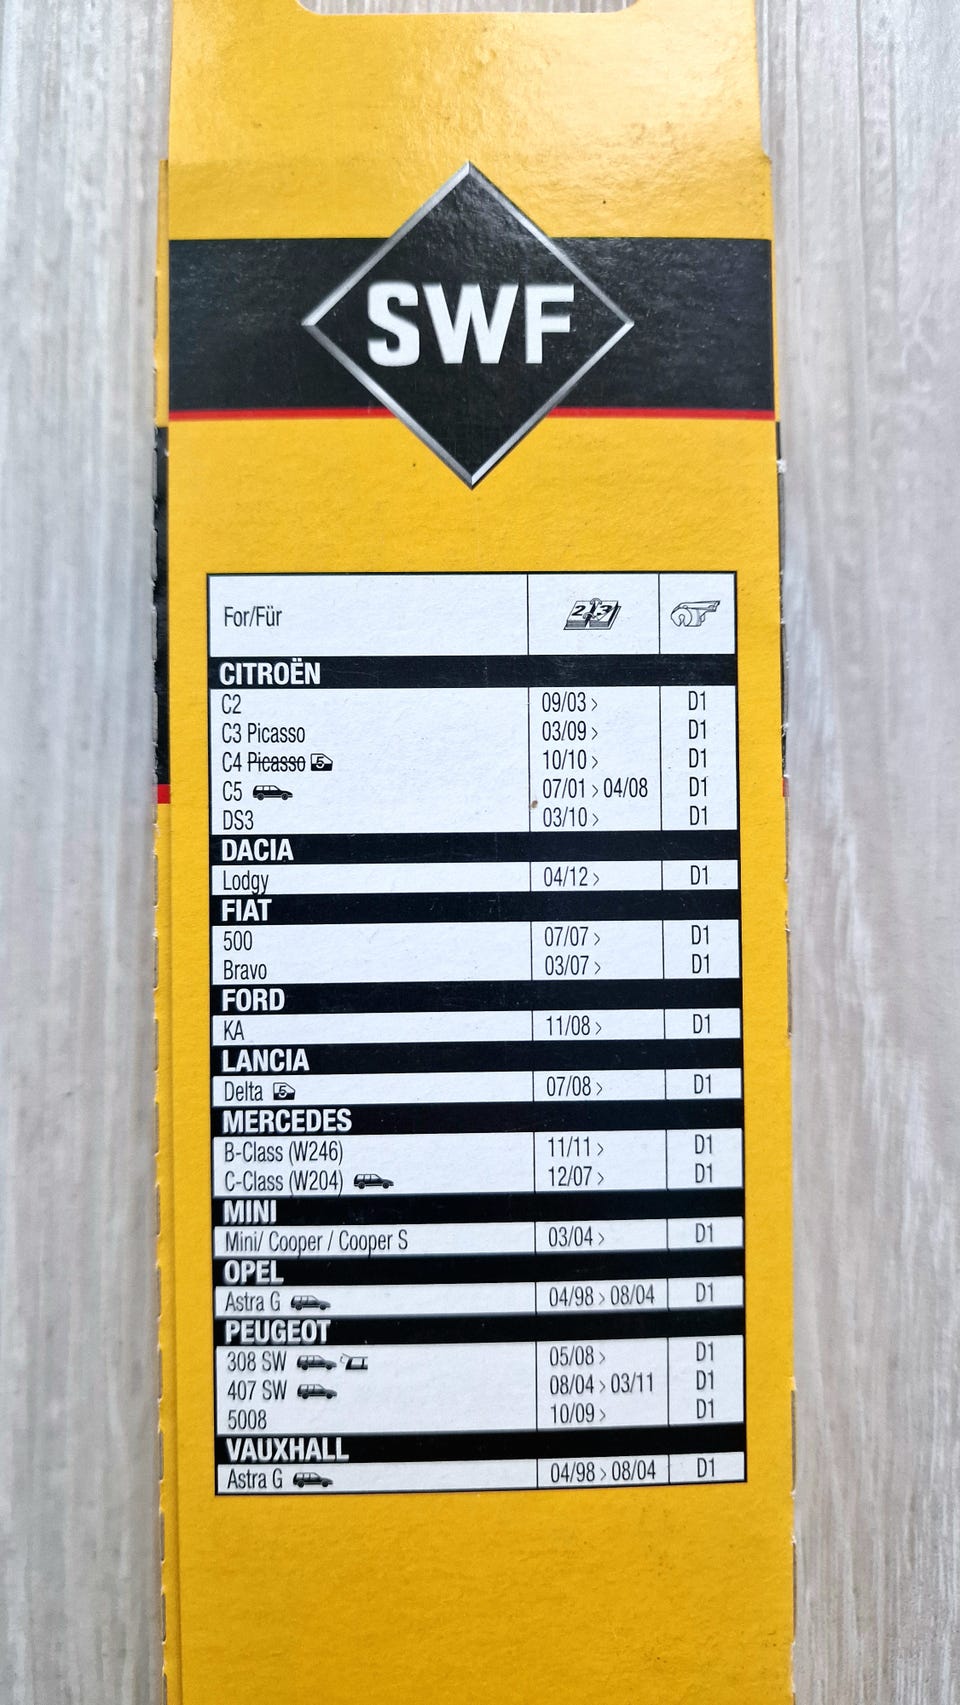 SWF
For/Für 213
CITROËN
C2 09/03 > D1
C3 Picasso 03/09 > D1
C4 Picasso 5 10/10 > D1
C5 07/01 > 04/08 D1
DS3 03/10 > D1
DACIA
Lodgy 04/12 > D1
FIAT
500 07/07 > D1
Bravo 03/07 > D1
FORD
KA 11/08 > D1
LANCIA
Delta 5 07/08 > D1
MERCEDES
B-Class (W246) 11/11 > D1
C-Class (W204) 12/07 > D1
MINI
Mini/ Cooper / Cooper S 03/04 > D1
OPEL
Astra G 04/98 > 08/04 D1
PEUGEOT
308 SW 05/08 > D1
407 SW 08/04 > 03/11 D1
5008 10/09 > D1
VAUXHALL
Astra G 04/98 > 08/04 D1